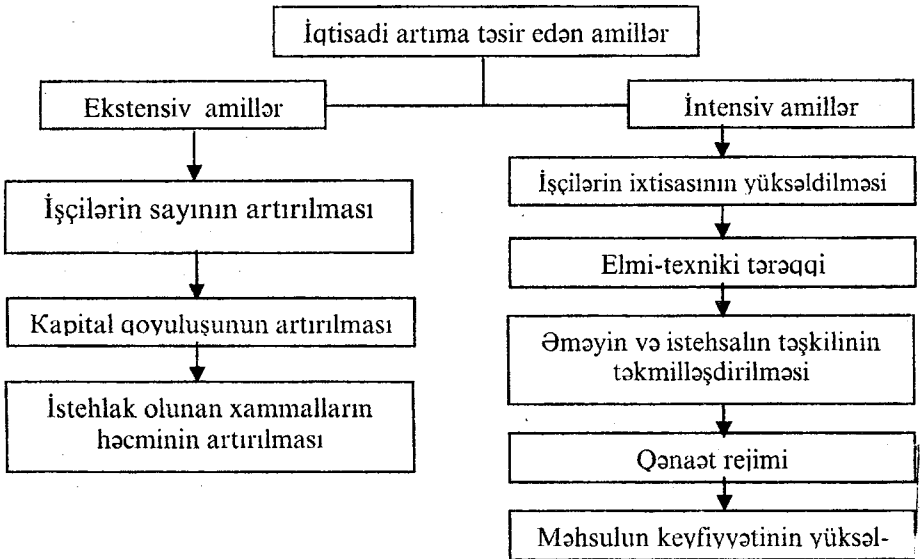 İqtisadi artıma təsir edən amillər
Ekstensiv amillər
İşçilərin sayının artırılması
Kapital qoyuluşunun artırılması
İstehlak olunan xammalların
həcminin artırılması
İntensiv amillər
İşçilərin ixtisasının yüksəldilməsi
Elmi-texniki tərəqqi
Əməyin və istehsalın təşkilinin
təkmilləşdirilməsi
Qənaət rejimi
Məhsulun keyfiyyətinin yüksəl-